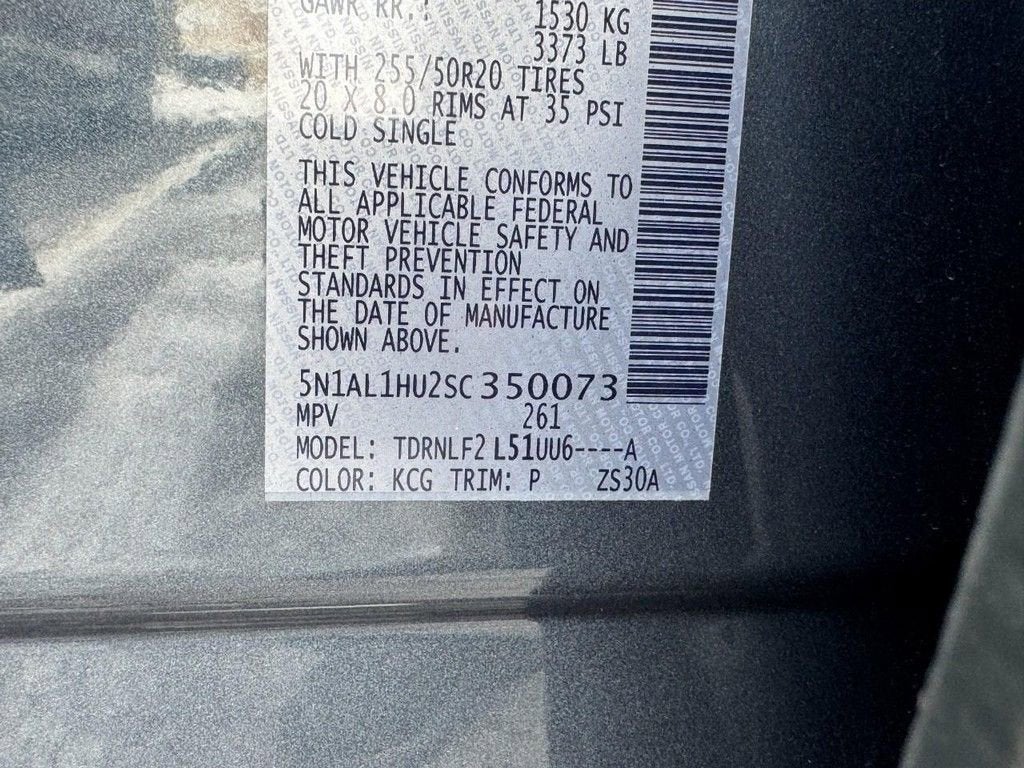 GAWR RR.:
1530 KG
3373 LB
WITH 255/50R20 TIRES
20 X 8.0 RIMS AT 35 PSI
COLD SINGLE
THIS VEHICLE CONFORMS TO
ALL APPLICABLE FEDERAL
MOTOR VEHICLE SAFETY AND
THEFT PREVENTION
STANDARDS IN EFFECT ON
THE DATE OF MANUFACTURE
SHOWN ABOVE.
5N1AL1HU2SC350073
MPV 261
MODEL: TDRNLF2 L51UU6----A
COLOR: KCG TRIM: P ZS30A